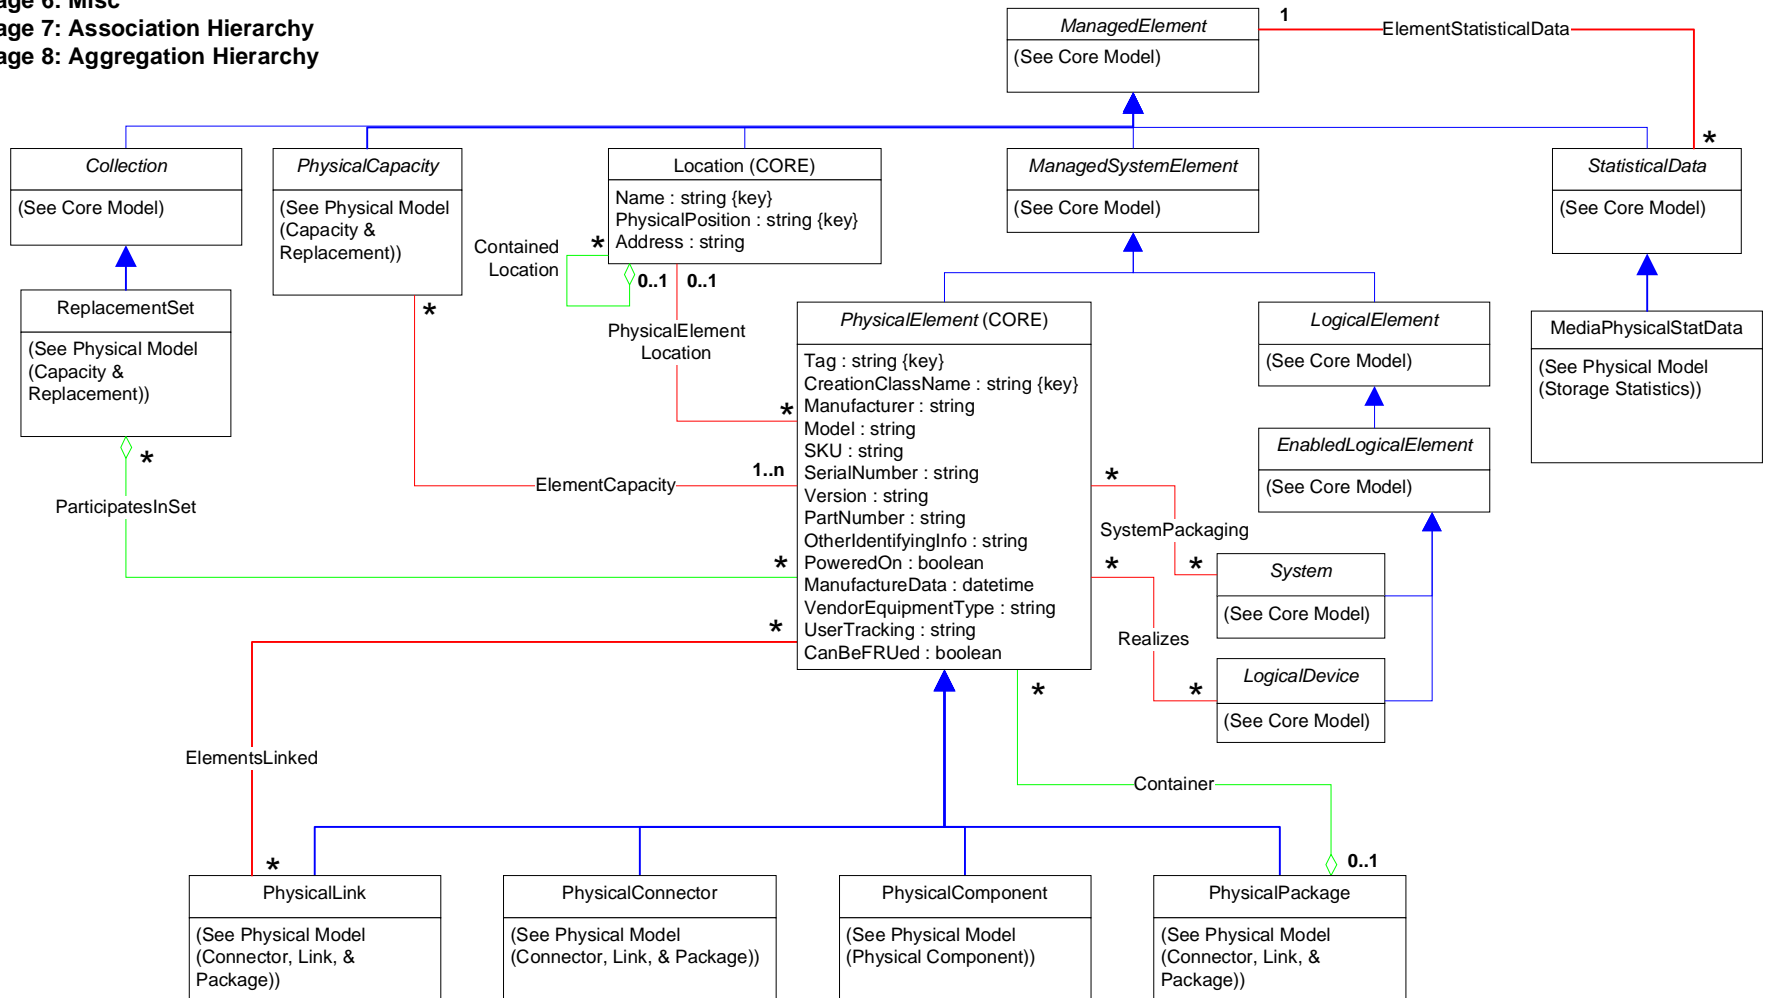 age 6: Misc
age 7: Association Hierarchy
age 8: Aggregation Hierarchy
ManagedElement
(See Core Model)
1
ElementStatisticalData
*
Collection
(See Core Model)
PhysicalCapacity
(See Physical Model
(Capacity &
Replacement))
*
Location (CORE)
Name : string {key}
PhysicalPosition : string {key}
Address : string
Contained
Location
*
0..1
0..1
PhysicalElement
Location
*
ManagedSystemElement
(See Core Model)
StatisticalData
(See Core Model)
ReplacementSet
(See Physical Model
(Capacity &
Replacement))
*
ParticipatesInSet
*
PhysicalElement (CORE)
Tag : string {key}
CreationClassName : string {key}
Manufacturer : string
Model : string
SKU : string
SerialNumber : string
Version : string
PartNumber : string
OtherIdentifyingInfo : string
PoweredOn : boolean
ManufactureData : datetime
VendorEquipmentType : string
UserTracking : string
CanBeFRUed : boolean
LogicalElement
(See Core Model)
MediaPhysicalStatData
(See Physical Model
(Storage Statistics))
EnabledLogicalElement
(See Core Model)
1..n
ElementCapacity
*
SystemPackaging
*
System
(See Core Model)
*
Realizes
*
LogicalDevice
(See Core Model)
*
ElementsLinked
*
*
Container
0..1
PhysicalLink
(See Physical Model
(Connector, Link, &
Package))
PhysicalConnector
(See Physical Model
(Connector, Link, & Package))
PhysicalComponent
(See Physical Model
(Physical Component))
PhysicalPackage
(See Physical Model
(Connector, Link, &
Package))